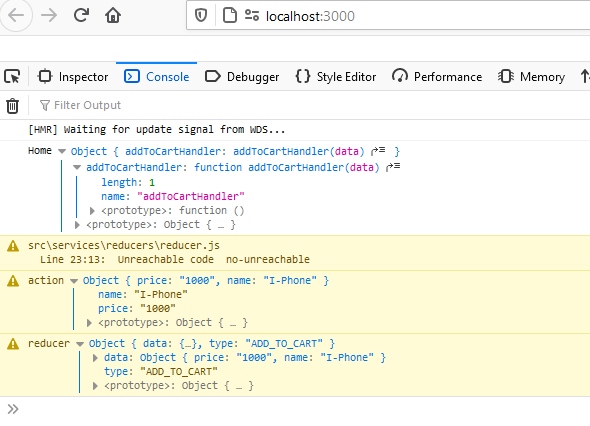 localhost:3000
Inspector Console Debugger Style Editor Performance Memory
Filter Output
[HMR] Waiting for update signal from WDS...
Home Object { addToCartHandler: addToCartHandler(data) }
addToCartHandler: function addToCartHandler(data)
length: 1
name: "addToCartHandler"
<prototype>: function ()
<prototype>: Object { … }
src\services\reducers\reducer.js
Line 23:13: Unreachable code no-unreachable
action Object { price: "1000", name: "I-Phone" }
name: "I-Phone"
price: "1000"
<prototype>: Object { … }
reducer Object { data: {…}, type: "ADD_TO_CART" }
data: Object { price: "1000", name: "I-Phone" }
type: "ADD_TO_CART"
<prototype>: Object { … }